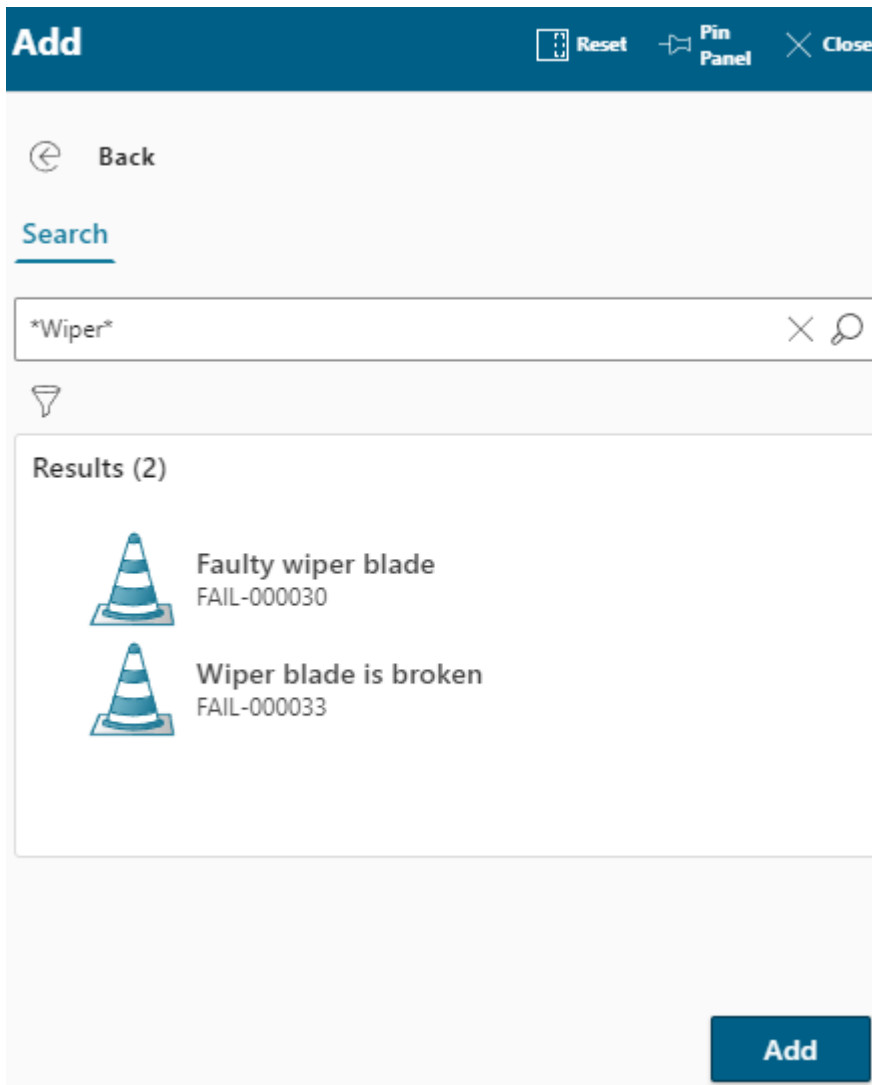 Add
Reset
Pin
Panel
Close
Back
Search
*Wiper*
Results (2)
Faulty wiper blade
FAIL-000030
Wiper blade is broken
FAIL-000033
Add